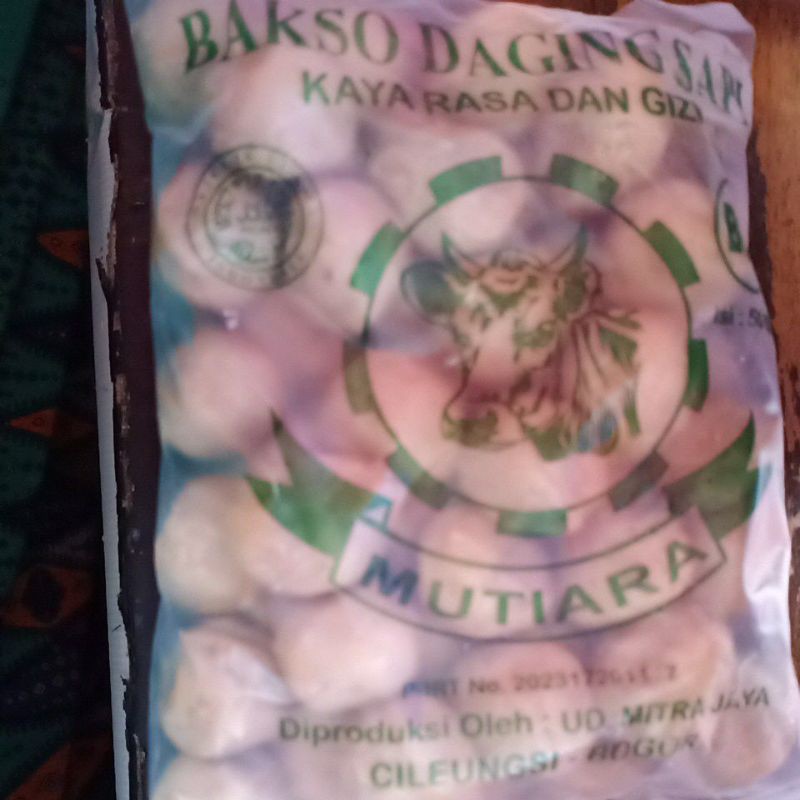 BAKSO DAGING SAPI
KAYA RASA DAN GIZI
B
MUTIARA
Diproduksi Oleh : UD MITRA JAYA
CILEUNGSI - BOGOR